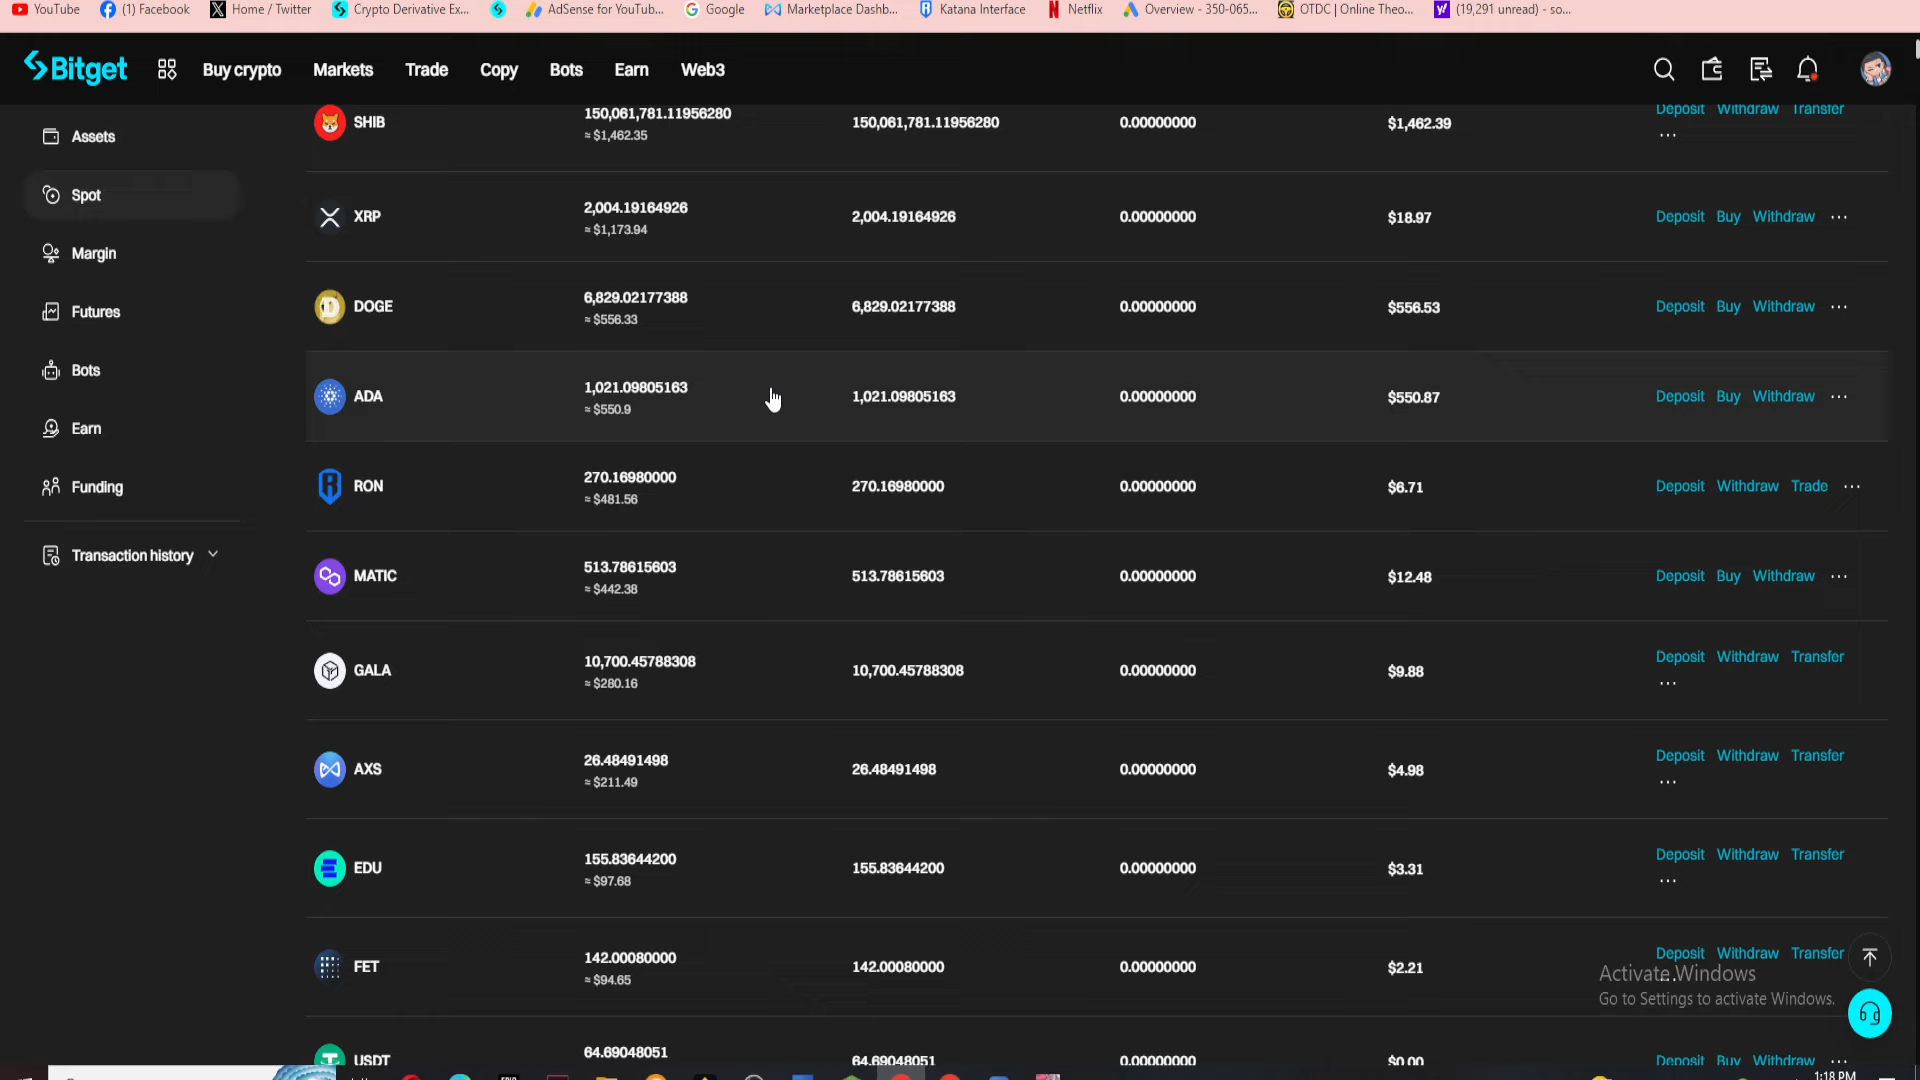 YouTube (1) Facebook Home / Twitter Crypto Derivative Ex... AdSense for YouTub... Google Marketplace Dashb... Katana Interface Netflix Overview - 350-065... OTDC | Online Theo... (19,291 unread) - so...
Bitget Buy crypto Markets Trade Copy Bots Earn Web3
Assets
Spot
Margin
Futures
Bots
Earn
Funding
Transaction history
SHIB 150,061,781.11956280 150,061,781.11956280 0.00000000 $1,462.39 Deposit Withdraw Transfer
≈ $1,462.35 ...
XRP 2,004.19164926 2,004.19164926 0.00000000 $18.97 Deposit Buy Withdraw ...
≈ $1,173.94
DOGE 6,829.02177388 6,829.02177388 0.00000000 $556.53 Deposit Buy Withdraw ...
≈ $556.33
ADA 1,021.09805163 1,021.09805163 0.00000000 $550.87 Deposit Buy Withdraw ...
≈ $550.9
RON 270.16980000 270.16980000 0.00000000 $6.71 Deposit Withdraw Trade ...
≈ $481.56
MATIC 513.78615603 513.78615603 0.00000000 $12.48 Deposit Buy Withdraw ...
≈ $442.38
GALA 10,700.45788308 10,700.45788308 0.00000000 $9.88 Deposit Withdraw Transfer
≈ $280.16 ...
AXS 26.48491498 26.48491498 0.00000000 $4.98 Deposit Withdraw Transfer
≈ $211.49 ...
EDU 155.83644200 155.83644200 0.00000000 $3.31 Deposit Withdraw Transfer
≈ $97.68 ...
FET 142.00080000 142.00080000 0.00000000 $2.21 Deposit Withdraw Transfer
≈ $94.65 ...
Activate Windows
Go to Settings to activate Windows.
USDT 64.69048051 64.69048051 0.00000000 $0.00 Deposit Buy Withdraw ...
1:18 PM